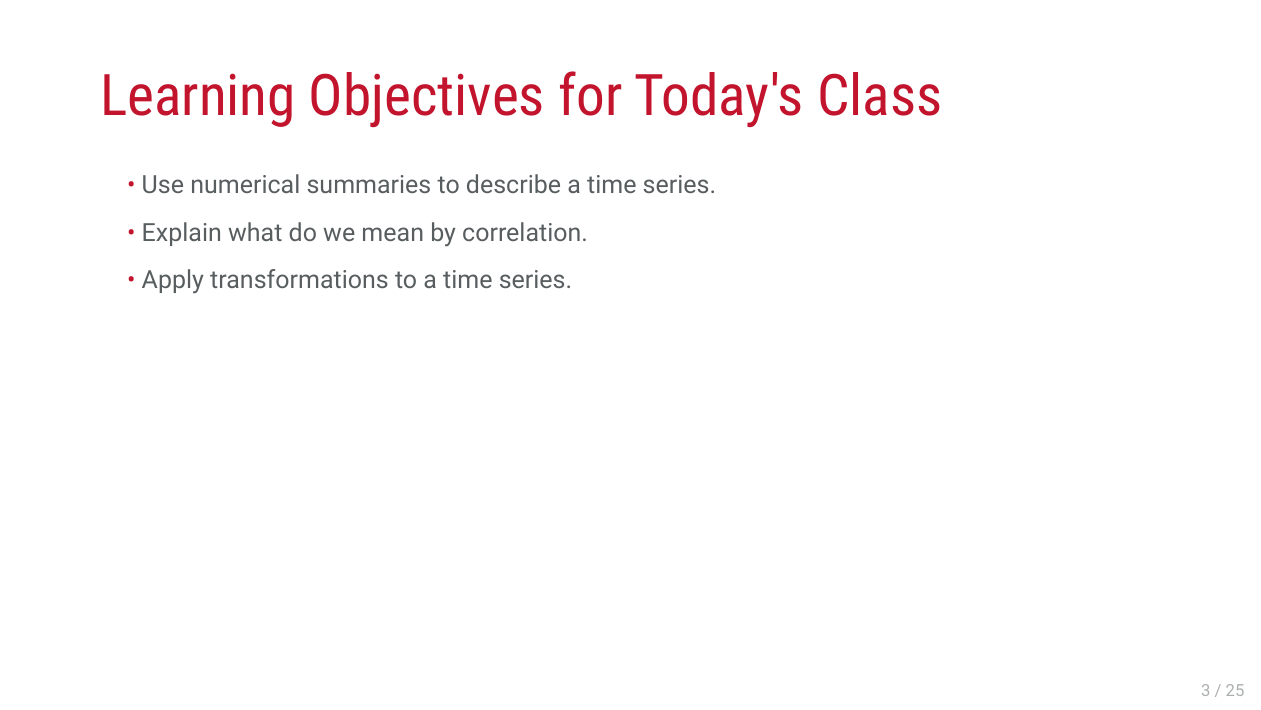 Learning Objectives for Today's Class
• Use numerical summaries to describe a time series.
• Explain what do we mean by correlation.
• Apply transformations to a time series.
3 / 25